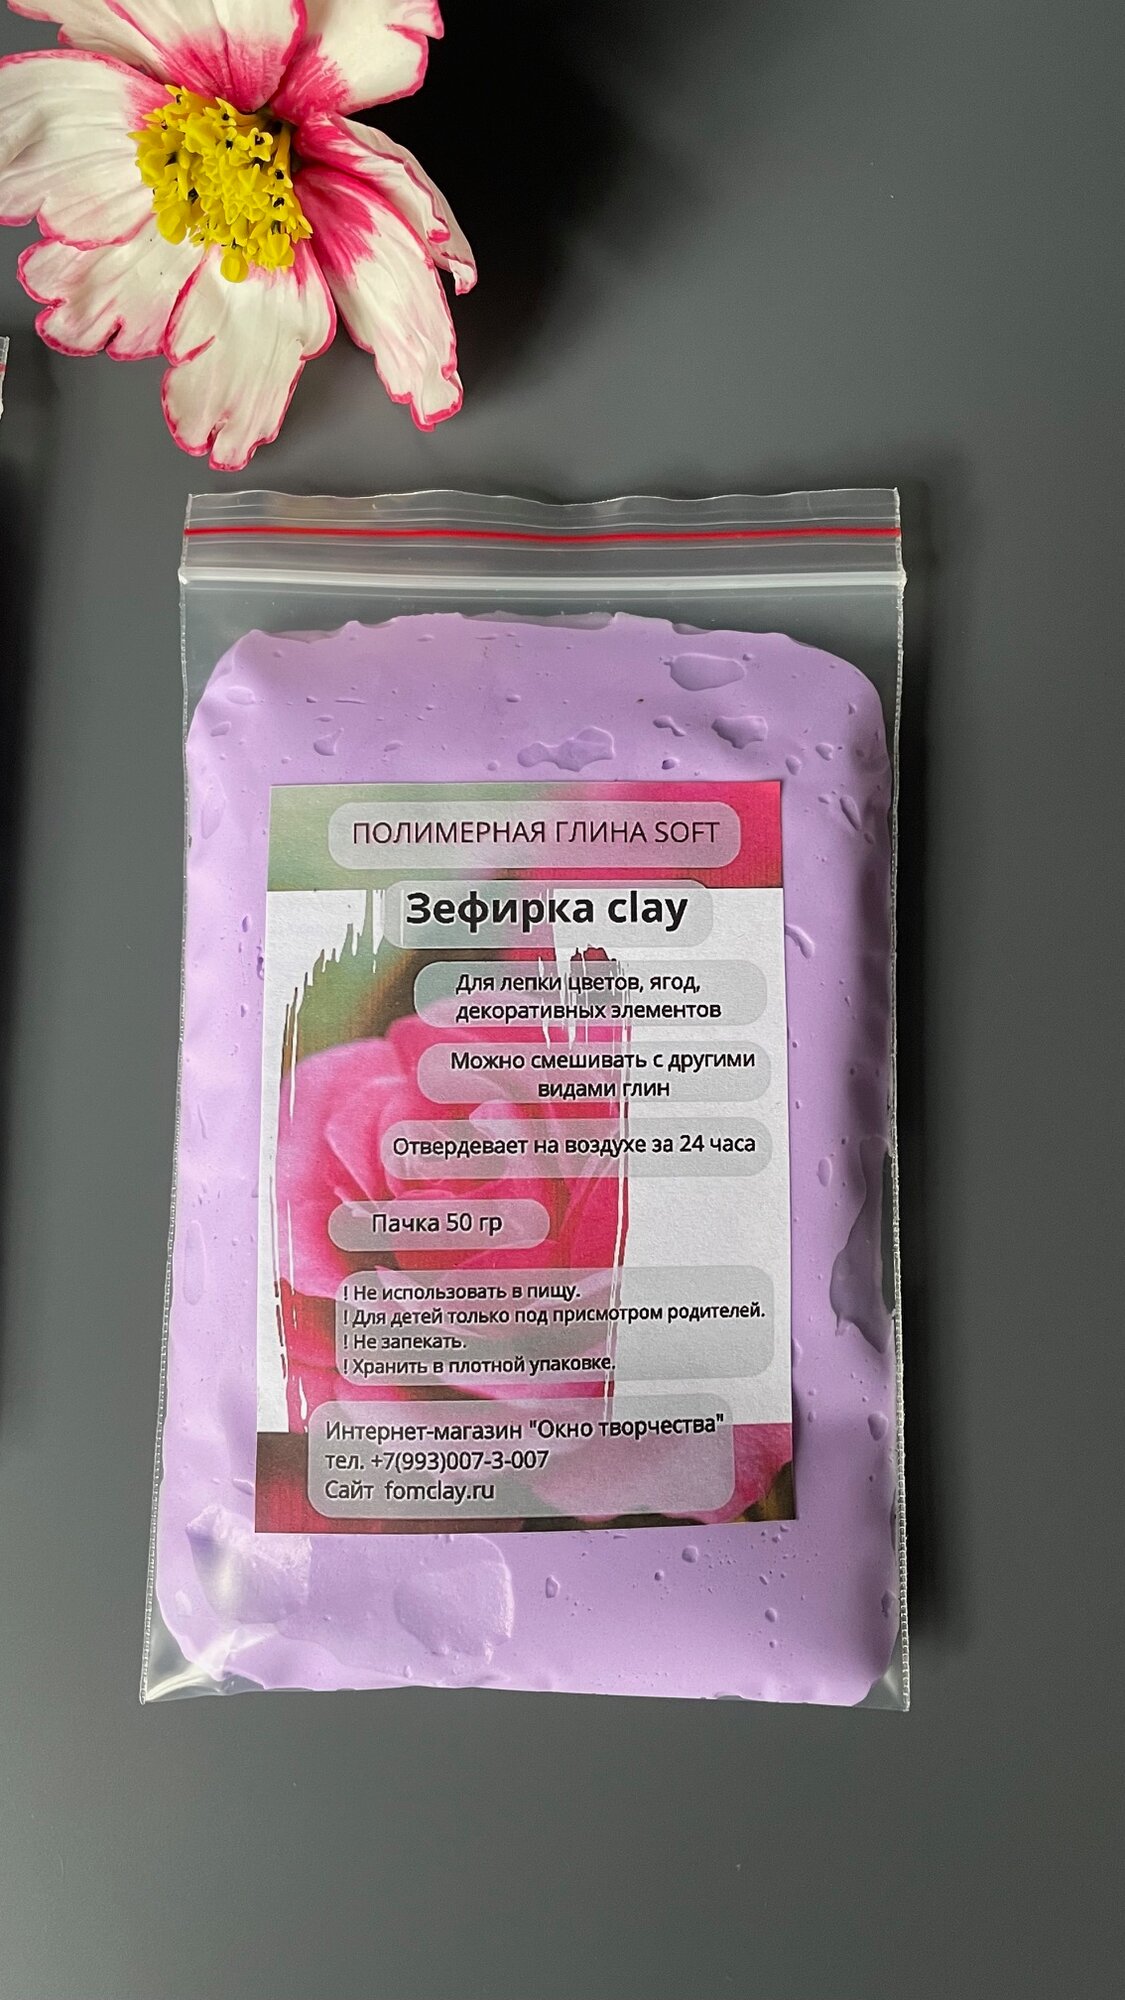 ПОЛИМЕРНАЯ ГЛИНА SOFT
Зефирка clay
Для лепки цветов, ягод,
декоративных элементов
Можно смешивать с другими
видами глин
Отвердевает на воздухе за 24 часа
Пачка 50 гр
! Не использовать в пищу.
! Для детей только под присмотром родителей.
! Не запекать.
! Хранить в плотной упаковке.
Интернет-магазин "Окно творчества"
тел. +7(993)007-3-007
Сайт fomclay.ru